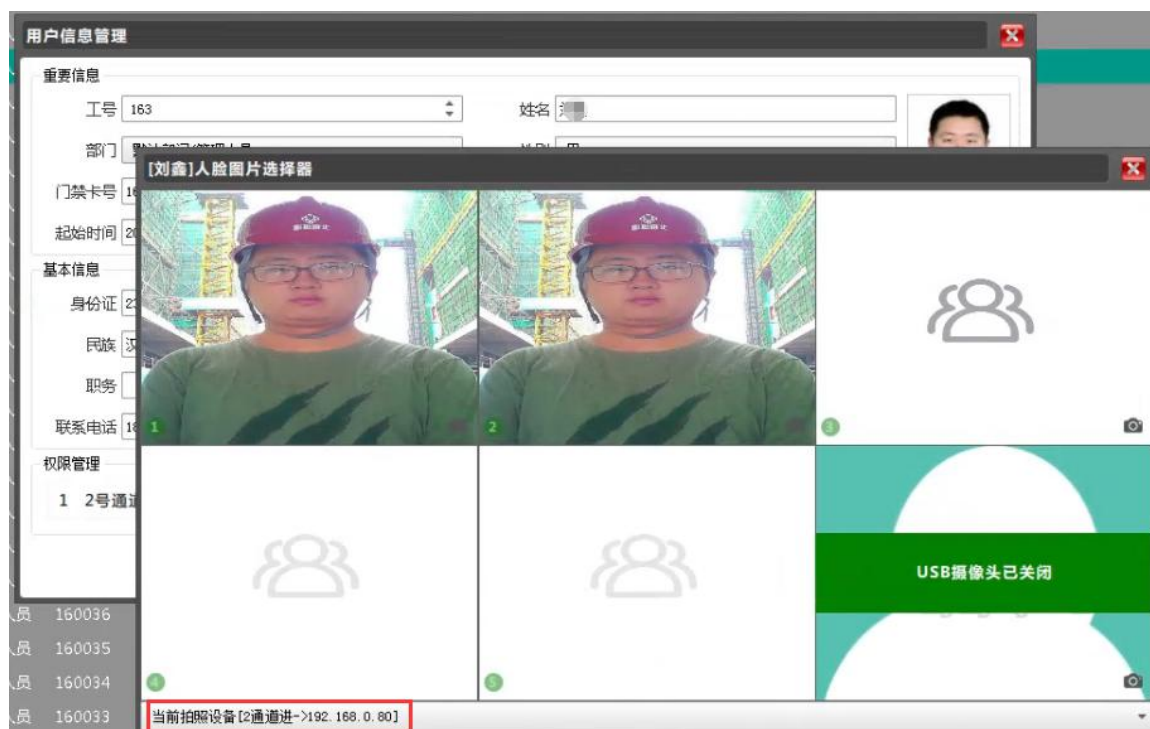 用户信息管理
重要信息
工号 163
姓名
部门
门禁卡号
起始时间 20
[刘鑫]人脸图片选择器
基本信息
身份证
民族
职务
联系电话 18
权限管理
1 2号通道
1
2
3
4
5
USB摄像头已关闭
员 160036
员 160035
员 160034
员 160033
当前拍照设备[2通道进->192.168.0.80]